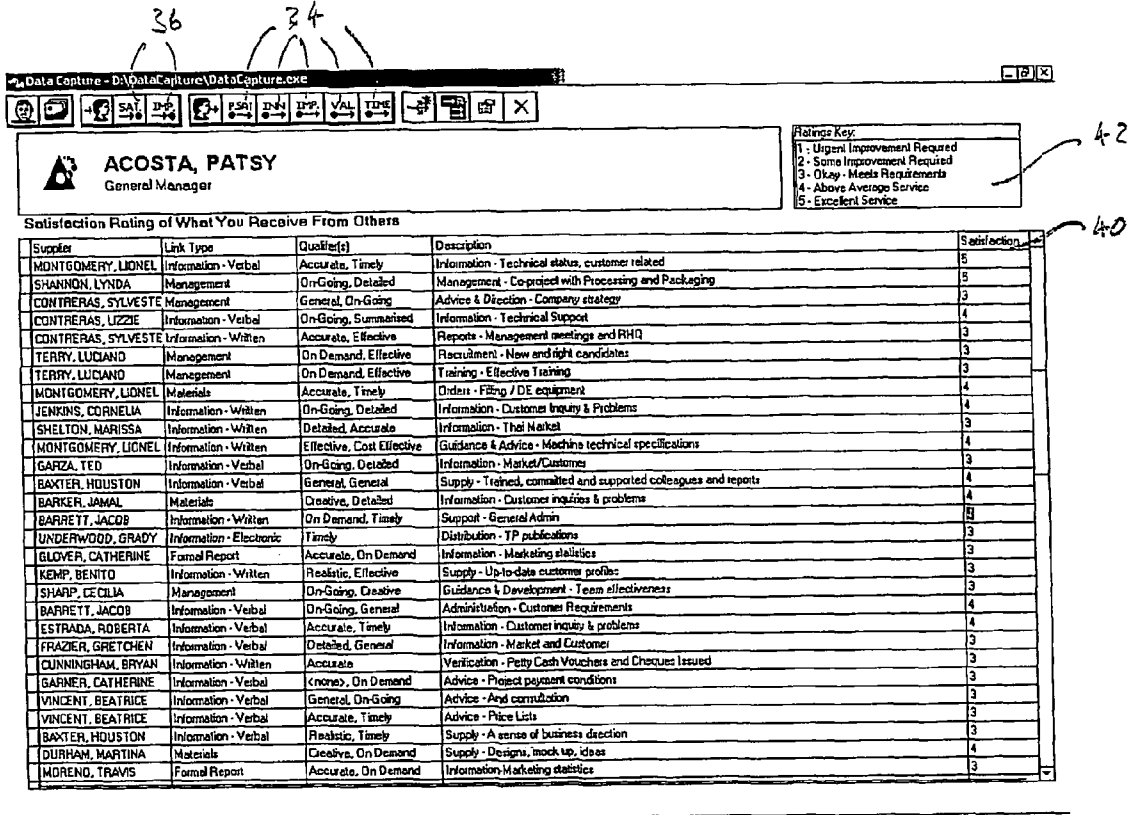 36 34
Data Capture - D:\DataCapture\DataCapture.exe
SAT. IMP. P.SAT INN IMP. VAL TIME
Ratings Key:
1 - Urgent Improvement Required
2 - Some Improvement Required
3 - Okay - Meets Requirements
4 - Above Average Service
5 - Excellent Service
42
ACOSTA, PATSY
General Manager
Satisfaction Rating of What You Receive From Others
40
Supplier Link Type Qualifier(s) Description Satisfaction
MONTGOMERY, LIONEL Information - Verbal Accurate, Timely Information - Technical status, customer related 5
SHANNON, LYNDA Management On-Going, Detailed Management - Co-project with Processing and Packaging 5
CONTRERAS, SYLVESTE Management General, On-Going Advice & Direction - Company strategy 3
CONTRERAS, LIZZIE Information - Verbal On-Going, Summarised Information - Technical Support 4
CONTRERAS, SYLVESTE Information - Written Accurate, Effective Reports - Management meetings and RHQ 3
TERRY, LUCIANO Management On Demand, Effective Recruitment - New and right candidates 3
TERRY, LUCIANO Management On Demand, Effective Training - Effective Training 3
MONTGOMERY, LIONEL Materials Accurate, Timely Orders - Filling / DE equipment 4
JENKINS, CORNELIA Information - Written On-Going, Detailed Information - Customer Inquiry & Problems 4
SHELTON, MARISSA Information - Written Detailed, Accurate Information - Thai Market 3
MONTGOMERY, LIONEL Information - Written Effective, Cost Effective Guidance & Advice - Machine technical specifications 4
GARZA, TED Information - Verbal On-Going, Detailed Information - Market/Customer 3
BAXTER, HOUSTON Information - Verbal General, General Supply - Trained, committed and supported colleagues and reports 4
BARKER, JAMAL Materials Creative, Detailed Information - Customer inquiries & problems 4
BARRETT, JACOB Information - Written On Demand, Timely Support - General Admin
UNDERWOOD, GRADY Information - Electronic Timely Distribution - TP publications 3
GLOVER, CATHERINE Formal Report Accurate, On Demand Information - Marketing statistics 3
KEMP, BENITO Information - Written Realistic, Effective Supply - Up-to-date customer profiles 3
SHARP, CECILIA Management On-Going, Creative Guidance & Development - Team effectiveness 3
BARRETT, JACOB Information - Verbal On-Going, General Administration - Customer Requirements 4
ESTRADA, ROBERTA Information - Verbal Accurate, Timely Information - Customer inquiry & problems 4
FRAZIER, GRETCHEN Information - Verbal Detailed, General Information - Market and Customer 3
CUNNINGHAM, BRYAN Information - Written Accurate Verification - Petty Cash Vouchers and Cheques Issued 3
GARNER, CATHERINE Information - Verbal <none>, On Demand Advice - Project payment conditions 3
VINCENT, BEATRICE Information - Verbal General, On-Going Advice - And consultation 3
VINCENT, BEATRICE Information - Verbal Accurate, Timely Advice - Price Lists 3
BAXTER, HOUSTON Information - Verbal Realistic, Timely Supply - A sense of business direction 3
DURHAM, MARTINA Materials Creative, On Demand Supply - Designs, mock up, ideas 4
MORENO, TRAVIS Formal Report Accurate, On Demand Information-Marketing statistics 3